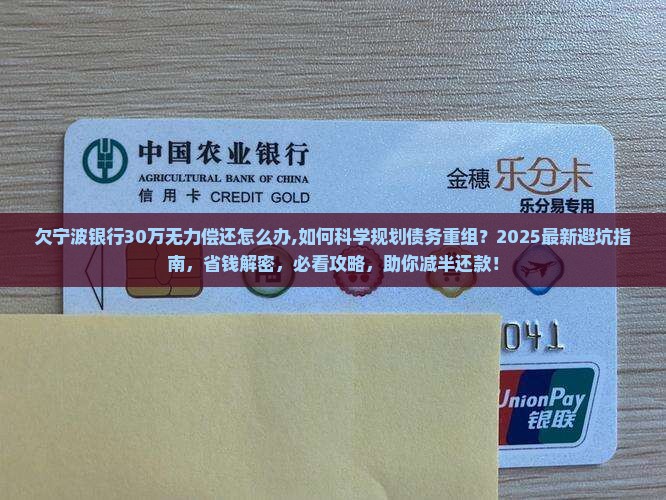 中国农业银行
AGRICULTURAL BANK OF CHINA
信用卡 CREDIT GOLD
金穗 乐分卡
乐分易专用
欠宁波银行30万无力偿还怎么办,如何科学规划债务重组？2025最新避坑指
南，省钱解密，必看攻略，助你减半还款！
041
UnionPay
银联